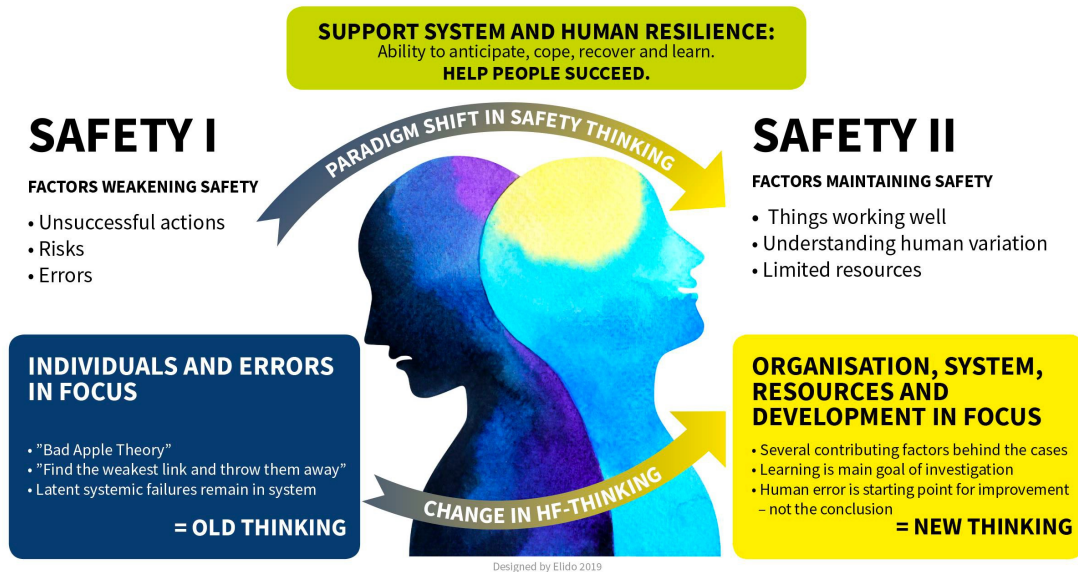 SUPPORT SYSTEM AND HUMAN RESILIENCE:
Ability to anticipate, cope, recover and learn.
HELP PEOPLE SUCCEED.
PARADIGM SHIFT IN SAFETY THINKING
SAFETY I
FACTORS WEAKENING SAFETY
• Unsuccessful actions
• Risks
• Errors
SAFETY II
FACTORS MAINTAINING SAFETY
• Things working well
• Understanding human variation
• Limited resources
INDIVIDUALS AND ERRORS
IN FOCUS
• ”Bad Apple Theory”
• ”Find the weakest link and throw them away”
• Latent systemic failures remain in system
= OLD THINKING
CHANGE IN HF-THINKING
ORGANISATION, SYSTEM,
RESOURCES AND
DEVELOPMENT IN FOCUS
• Several contributing factors behind the cases
• Learning is main goal of investigation
• Human error is starting point for improvement
– not the conclusion
= NEW THINKING
Designed by Elido 2019